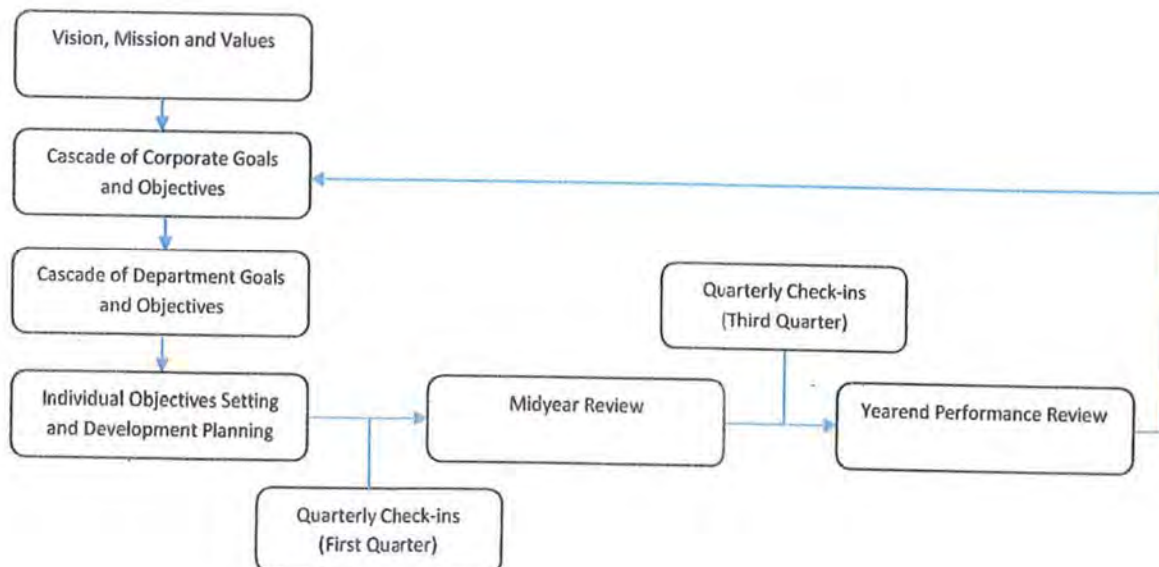 Vision, Mission and Values
Cascade of Corporate Goals
and Objectives
Cascade of Department Goals
and Objectives
Quarterly Check-ins
(Third Quarter)
Individual Objectives Setting
and Development Planning
Midyear Review
Yearend Performance Review
Quarterly Check-ins
(First Quarter)